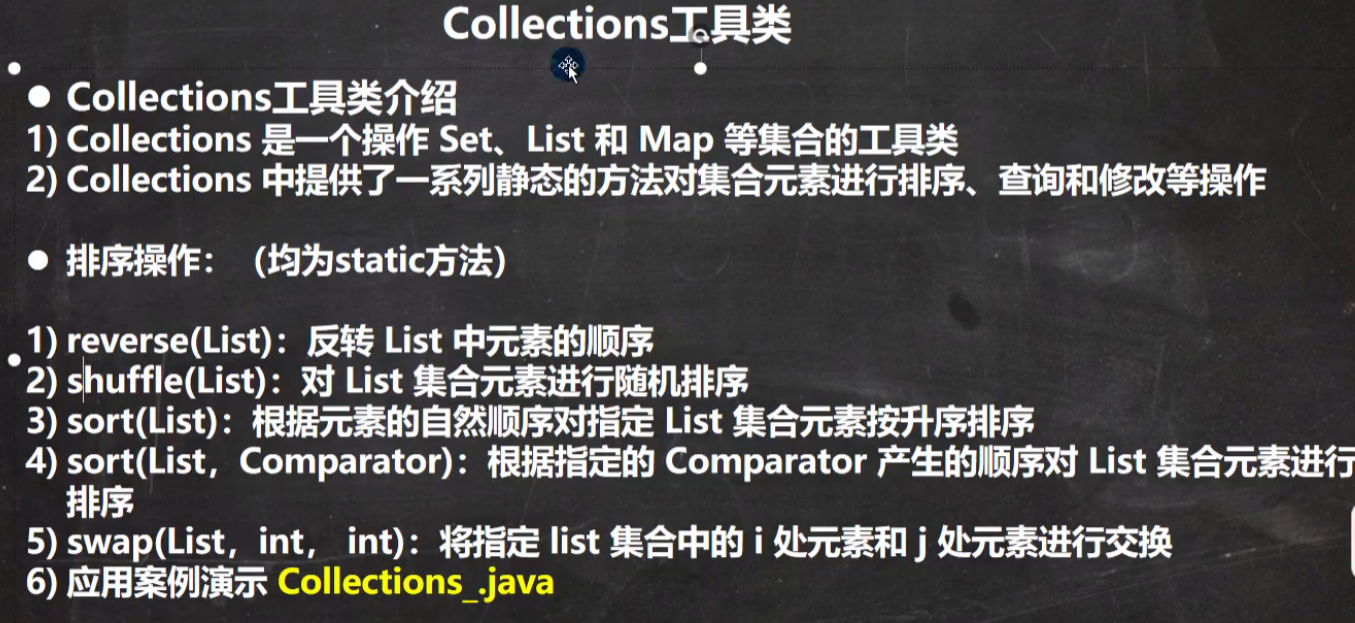 Collections工具类
● Collections工具类介绍
1) Collections 是一个操作 Set、List 和 Map 等集合的工具类
2) Collections 中提供了一系列静态的方法对集合元素进行排序、查询和修改等操作
● 排序操作：（均为static方法）
1) reverse(List)：反转 List 中元素的顺序
2) shuffle(List)：对 List 集合元素进行随机排序
3) sort(List)：根据元素的自然顺序对指定 List 集合元素按升序排序
4) sort(List，Comparator)：根据指定的 Comparator 产生的顺序对 List 集合元素进行
排序
5) swap(List，int， int)：将指定 list 集合中的 i 处元素和 j 处元素进行交换
6) 应用案例演示 Collections_.java